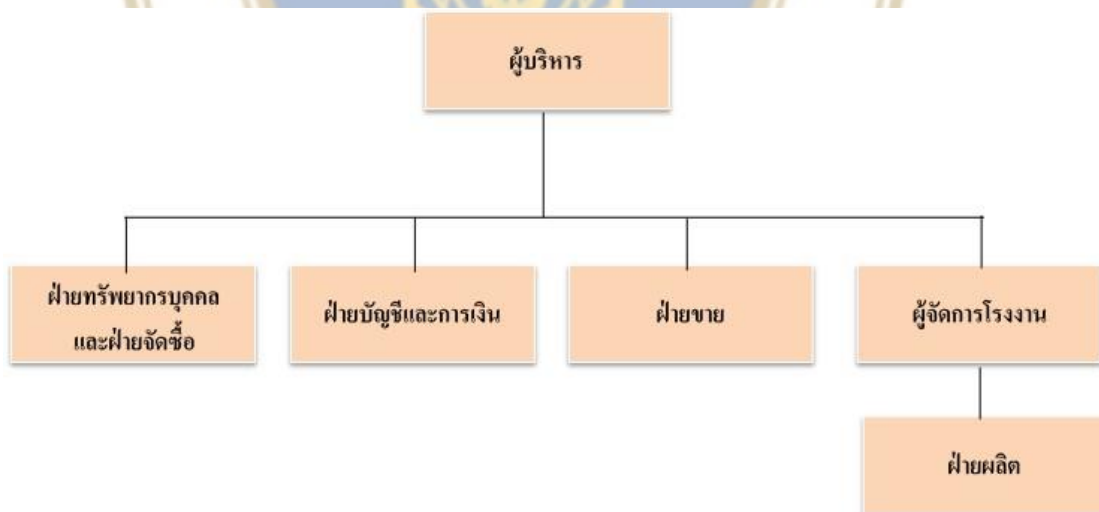 ผู้บริหาร
ฝ่ายทรัพยากรบุคคล
และฝ่ายจัดซื้อ
ฝ่ายบัญชีและการเงิน
ฝ่ายขาย
ผู้จัดการโรงงาน
ฝ่ายผลิต